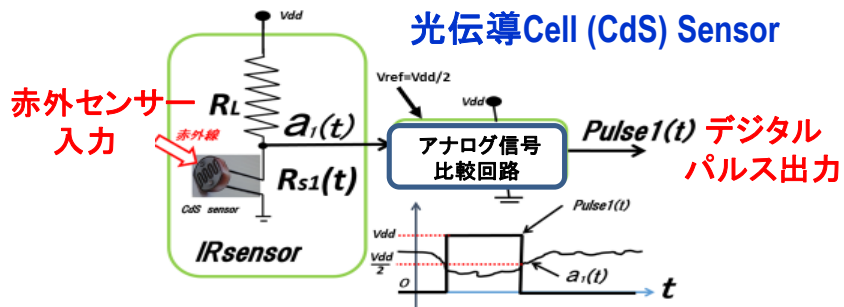 光伝導Cell (CdS) Sensor
Vdd
Vref=Vdd/2
Vdd
赤外センサー
入力
赤外線
RL
a₁(t)
アナログ信号
比較回路
Pulse1(t)
デジタル
パルス出力
CdS sensor
Rs1(t)
IRsensor
Pulse1(t)
Vdd
Vdd
2
a₁(t)
O
t